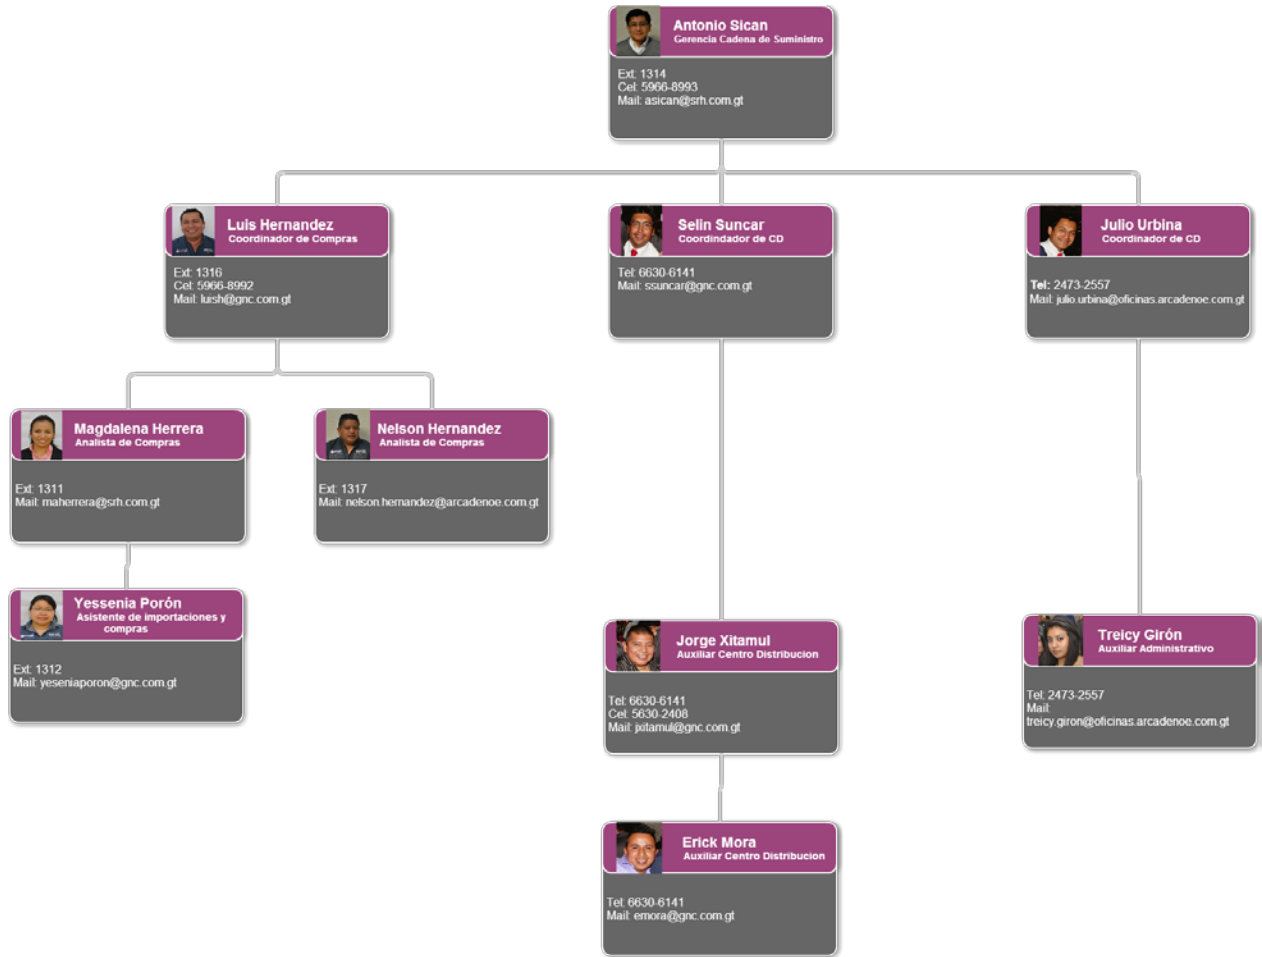 Antonio Sican
Gerencia Cadena de Suministro
Ext: 1314
Cel: 5966-8993
Mail: asican@srh.com.gt
Luis Hernandez
Coordinador de Compras
Ext: 1316
Cel: 5966-8992
Mail: luish@gnc.com.gt
Selin Suncar
Coordindador de CD
Tel: 6630-6141
Mail: ssuncar@gnc.com.gt
Julio Urbina
Coordinador de CD
Tel: 2473-2557
Mail: julio.urbina@oficinas.arcadenoe.com.gt
Magdalena Herrera
Analista de Compras
Ext: 1311
Mail: maherrera@srh.com.gt
Nelson Hernandez
Analista de Compras
Ext: 1317
Mail: nelson.hernandez@arcadenoe.com.gt
Yessenia Porón
Asistente de importaciones y
compras
Ext: 1312
Mail: yeseniaporon@gnc.com.gt
Jorge Xitamul
Auxiliar Centro Distribucion
Tel: 6630-6141
Cel: 5630-2408
Mail: jxitamul@gnc.com.gt
Treicy Girón
Auxiliar Administrativo
Tel: 2473-2557
Mail:
treicy.giron@oficinas.arcadenoe.com.gt
Erick Mora
Auxiliar Centro Distribucion
Tel: 6630-6141
Mail: emora@gnc.com.gt